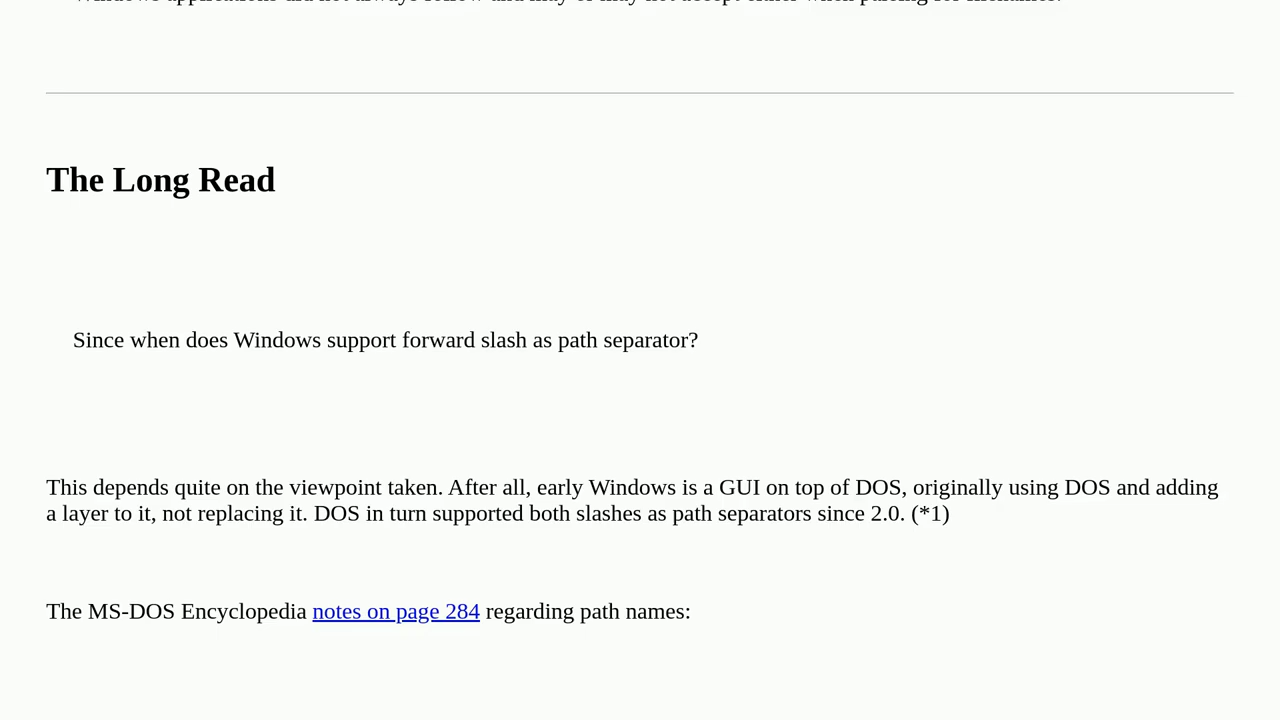 The Long Read
Since when does Windows support forward slash as path separator?
This depends quite on the viewpoint taken. After all, early Windows is a GUI on top of DOS, originally using DOS and adding
a layer to it, not replacing it. DOS in turn supported both slashes as path separators since 2.0. (*1)
The MS-DOS Encyclopedia notes on page 284 regarding path names: